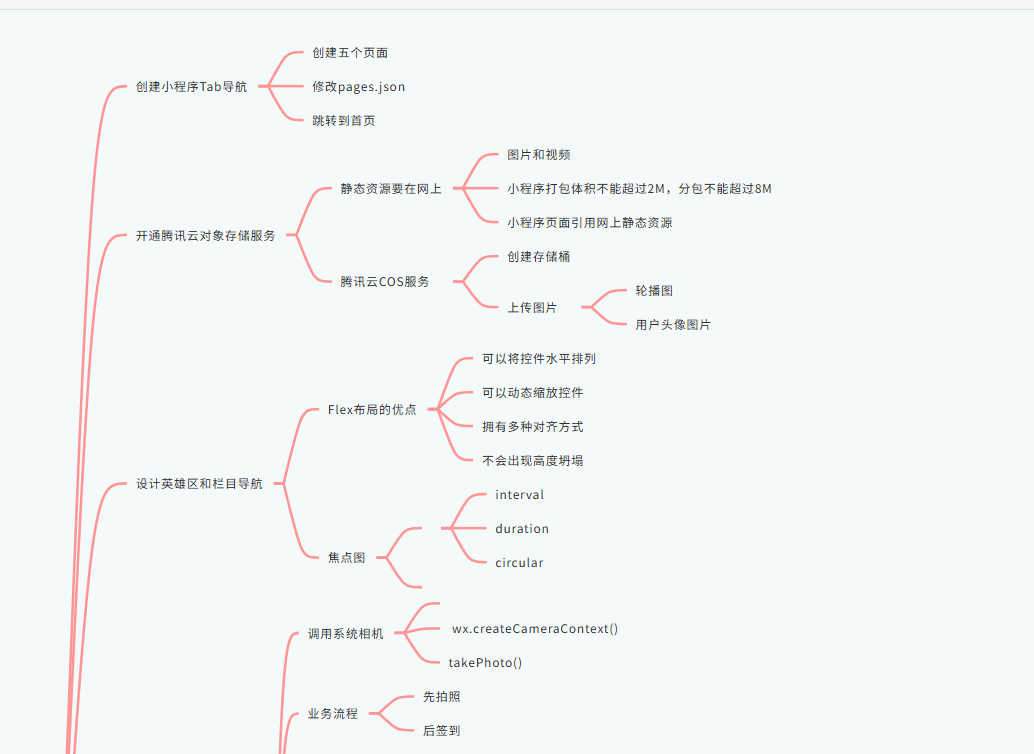 创建小程序Tab导航
创建五个页面
修改pages.json
跳转到首页
开通腾讯云对象存储服务
静态资源要在网上
图片和视频
小程序打包体积不能超过2M，分包不能超过8M
小程序页面引用网上静态资源
腾讯云COS服务
创建存储桶
上传图片
轮播图
用户头像图片
设计英雄区和栏目导航
Flex布局的优点
可以将控件水平排列
可以动态缩放控件
拥有多种对齐方式
不会出现高度坍塌
焦点图
interval
duration
circular
调用系统相机
wx.createCameraContext()
takePhoto()
业务流程
先拍照
后签到